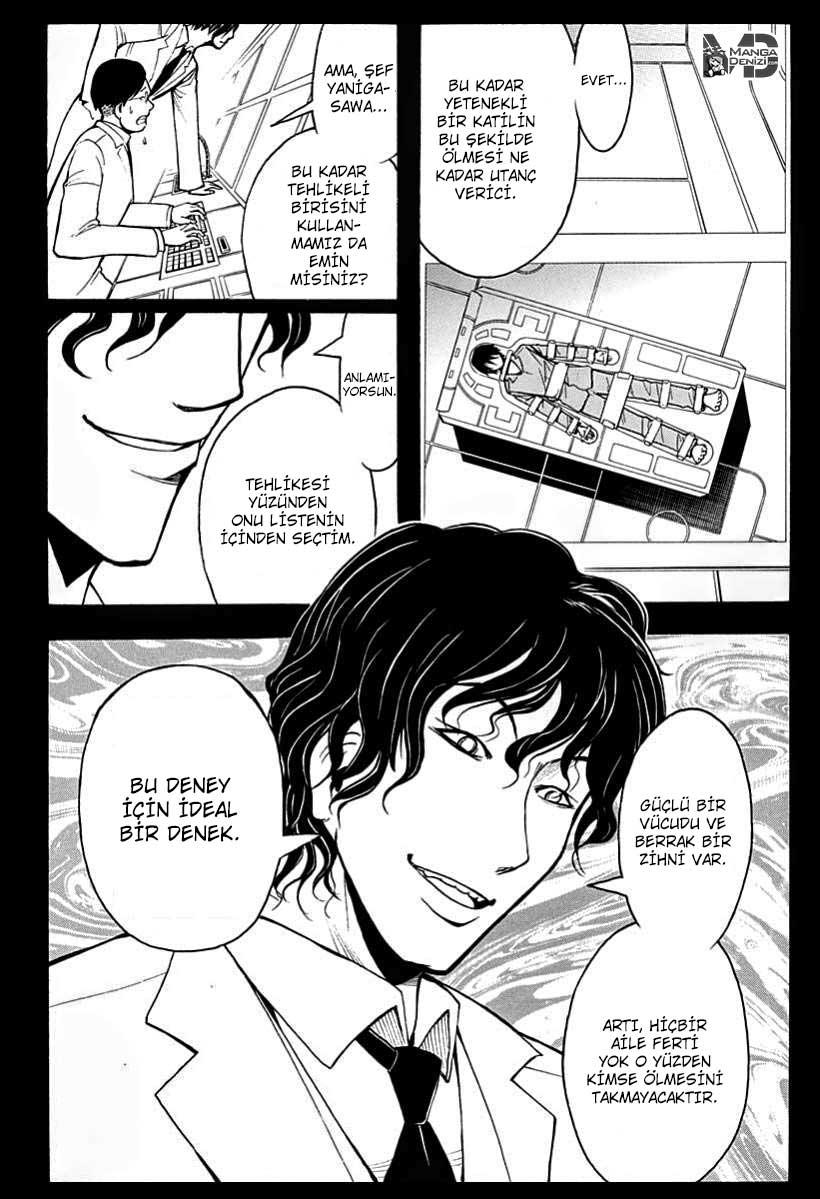 MANGA
DENİZİ.com
EVET...
BU KADAR
YETENEKLİ
BİR KATİLİN
BU ŞEKİLDE
ÖLMESİ NE
KADAR UTANÇ
VERİCİ.
AMA, ŞEF
YANİGA-
SAWA...
BU KADAR
TEHLİKELİ
BİRİSİNİ
KULLAN-
MAMIZ DA
EMİN
MİSİNİZ?
ANLAMI-
YORSUN.
TEHLİKESİ
YÜZÜNDEN
ONU LİSTENİN
İÇİNDEN SEÇTİM.
GÜÇLÜ BİR
VÜCUDU VE
BERRAK BİR
ZİHNİ VAR.
ARTI, HİÇBİR
AİLE FERTİ
YOK O YÜZDEN
KİMSE ÖLMESİNİ
TAKMAYACAKTIR.
BU DENEY
İÇİN İDEAL
BİR DENEK.